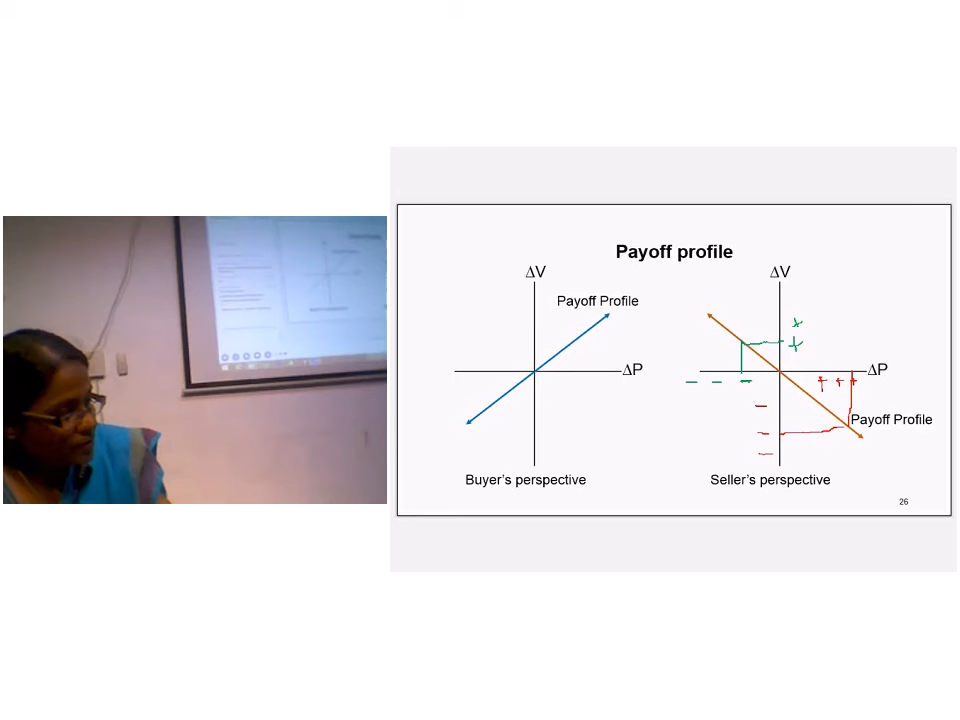 Payoff profile
ΔV
ΔV
Payoff Profile
ΔP
ΔP
+
+
- - -
+ + +
-
-
-
Payoff Profile
Buyer's perspective
Seller's perspective
26